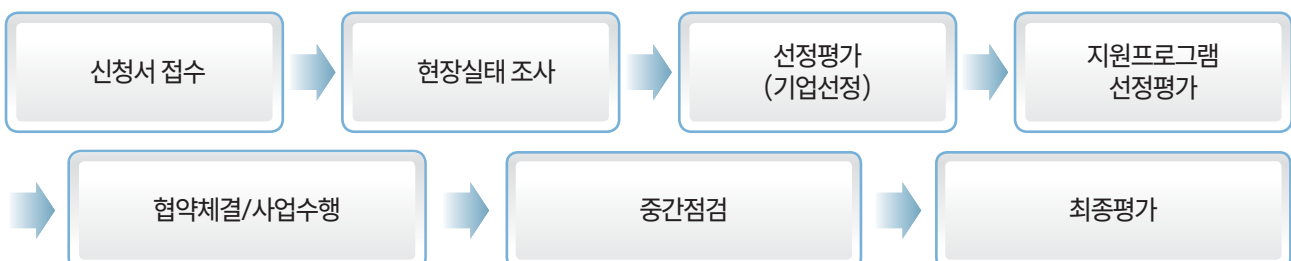 신청서 접수
현장실태 조사
선정평가
(기업선정)
지원프로그램
선정평가
협약체결/사업수행
중간점검
최종평가